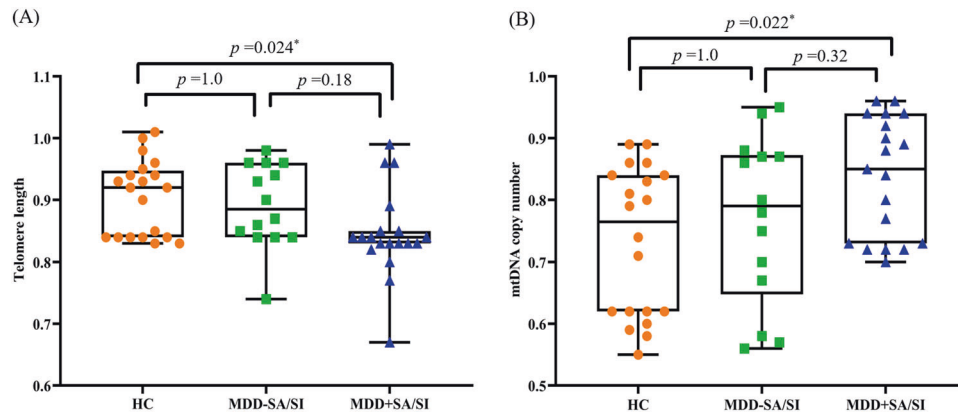 (A)
p =0.024*
p =1.0
p =0.18
1.1
1.0
0.9
0.8
0.7
0.6
Telomere length
HC
MDD-SA/SI
MDD+SA/SI
(B)
p =0.022*
p =1.0
p =0.32
1.0
0.9
0.8
0.7
0.6
0.5
mtDNA copy number
HC
MDD-SA/SI
MDD+SA/SI